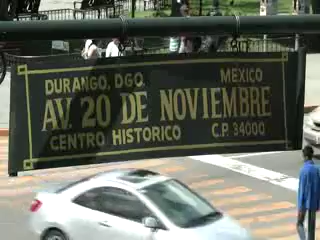 DURANGO, DGO. MEXICO
AV. 20 DE NOVIEMBRE
CENTRO HISTORICO C.P. 34000